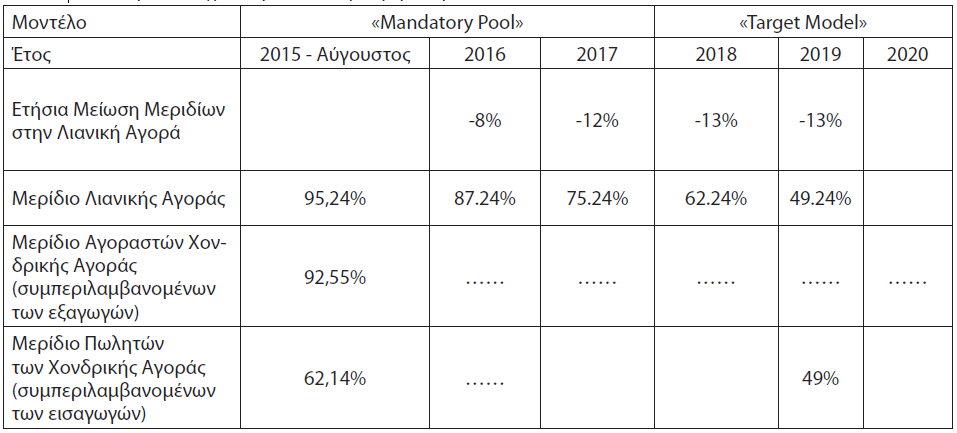 Μοντέλο «Mandatory Pool» «Target Model»
Έτος 2015 - Αύγουστος 2016 2017 2018 2019 2020
Ετήσια Μείωση Μεριδίων
στην Λιανική Αγορά
-8% -12% -13% -13%
Μερίδιο Λιανικής Αγοράς 95,24% 87.24% 75.24% 62.24% 49.24%
Μερίδιο Αγοραστών Χον-
δρικής Αγοράς
(συμπεριλαμβανομένων
των εξαγωγών)
92,55% ...... ...... ...... ...... ......
Μερίδιο Πωλητών
των Χονδρικής Αγοράς
(συμπεριλαμβανομένων
των εισαγωγών)
62,14% ...... 49%